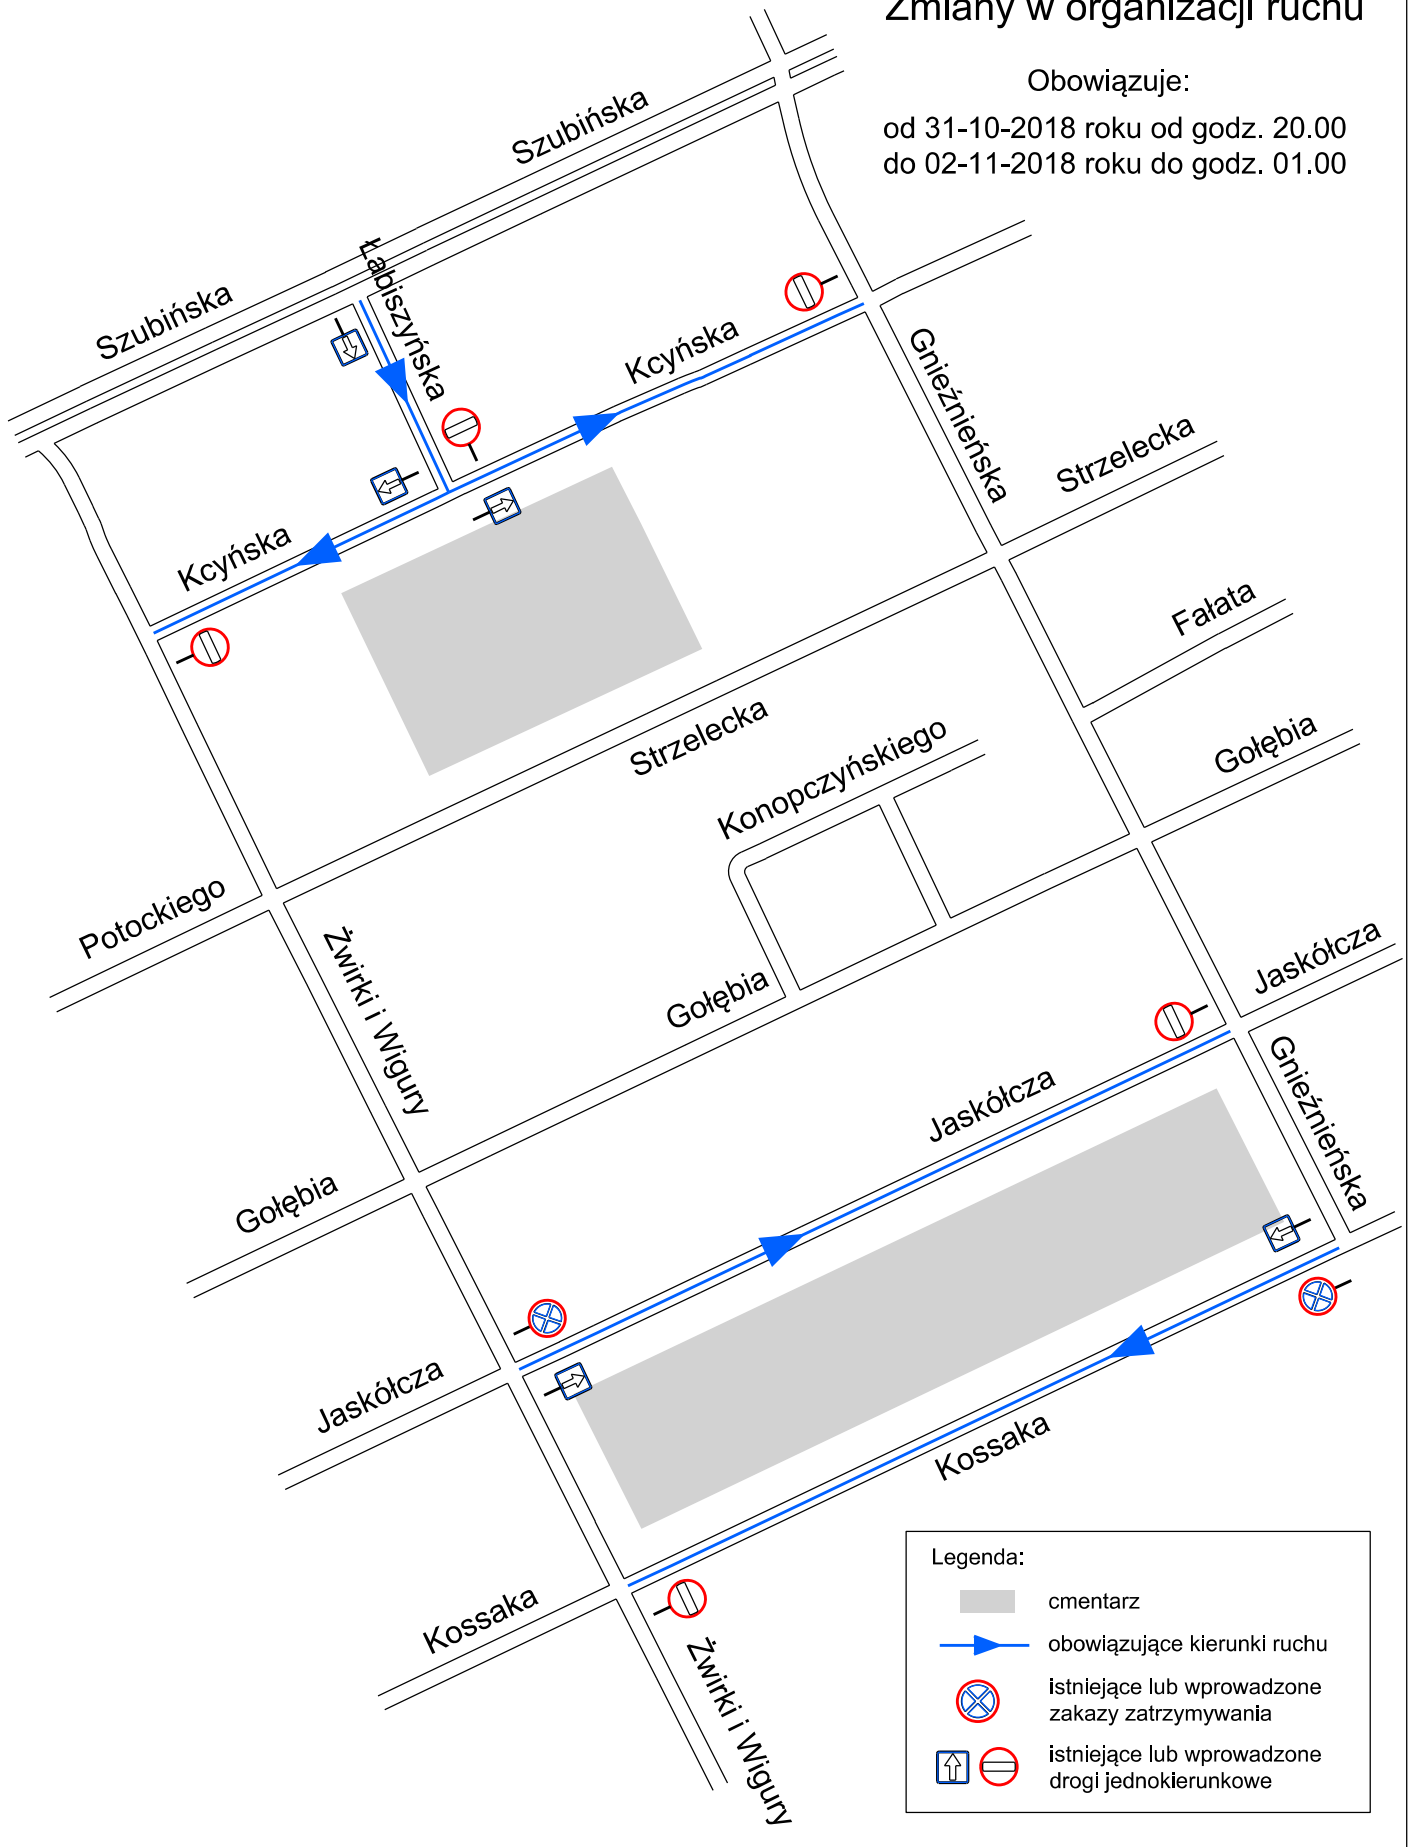 Zmiany w organizacji ruchu
Obowiązuje:
od 31-10-2018 roku od godz. 20.00
do 02-11-2018 roku do godz. 01.00
Szubińska
Szubińska
Łabiszyńska
Kcyńska
Gnieźnieńska
Strzelecka
Kcyńska
Fałata
Strzelecka
Gołębia
Konopczyńskiego
Potockiego
Żwirki i Wigury
Gołębia
Jaskółcza
Jaskółcza
Gnieźnieńska
Gołębia
Jaskółcza
Kossaka
Kossaka
Żwirki i Wigury
Legenda:
cmentarz
obowiązujące kierunki ruchu
istniejące lub wprowadzone
zakazy zatrzymywania
istniejące lub wprowadzone
drogi jednokierunkowe